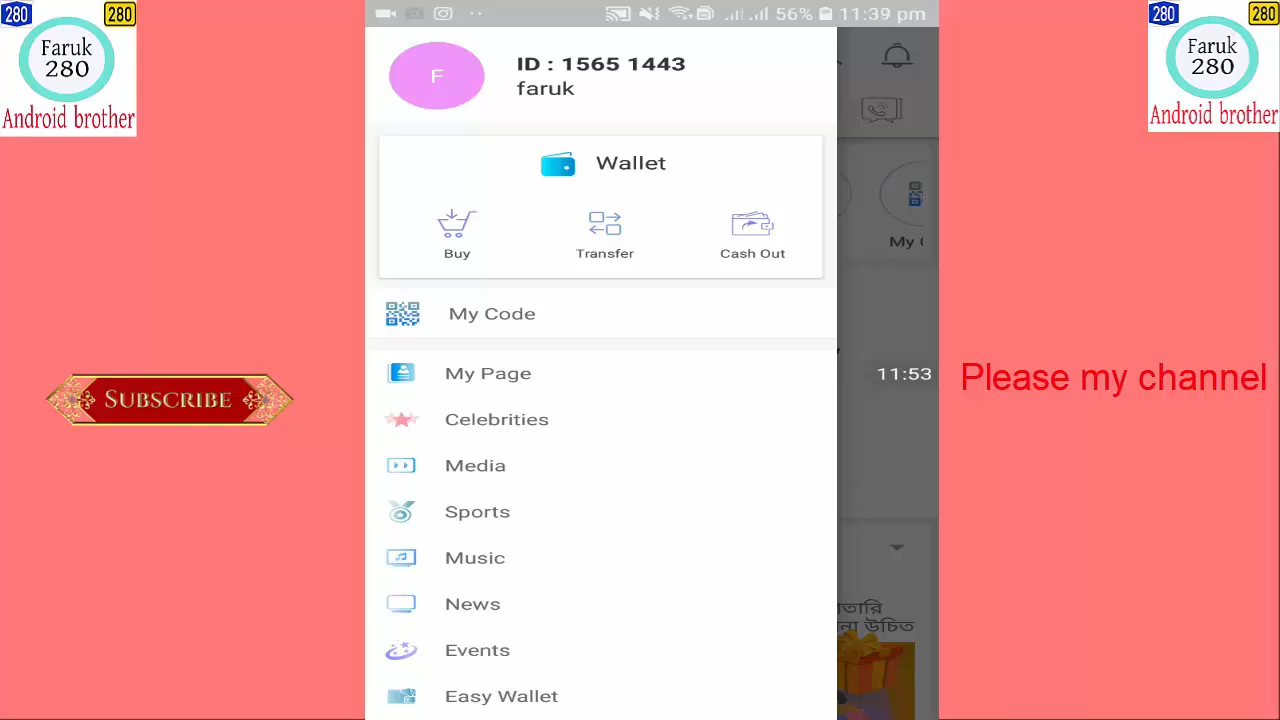 280
280
Faruk
280
Android brother
56%
11:39 pm
280
280
Faruk
280
Android brother
F
ID : 1565 1443
faruk
Wallet
Buy
Transfer
Cash Out
My
My Code
SUBSCRIBE
My Page
11:53
Please my channel
Celebrities
Media
Sports
Music
News
Events
উচিত
Easy Wallet